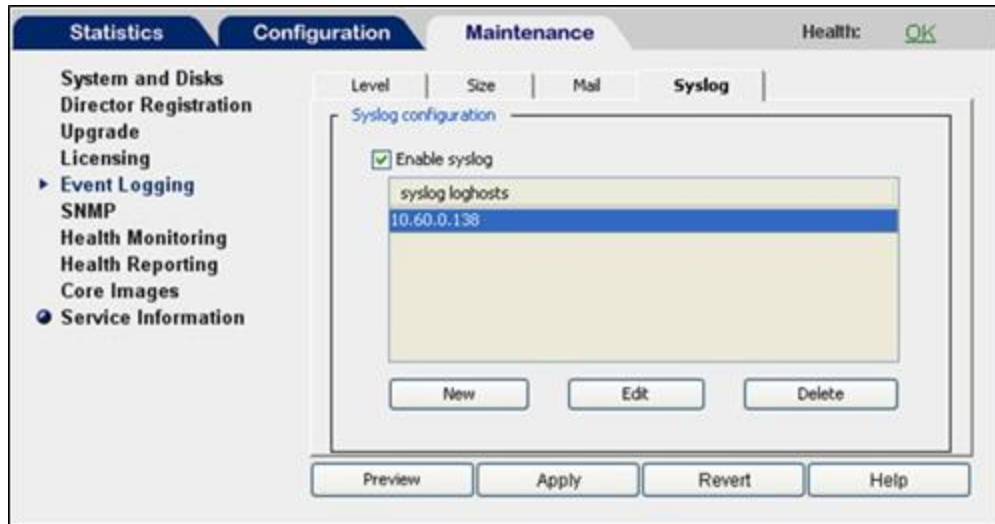 Statistics Configuration Maintenance Health: OK
System and Disks
Director Registration
Upgrade
Licensing
Event Logging
SNMP
Health Monitoring
Health Reporting
Core Images
Service Information
Level Size Mail Syslog
Syslog configuration
Enable syslog
syslog loghosts
10.60.0.138
New Edit Delete
Preview Apply Revert Help